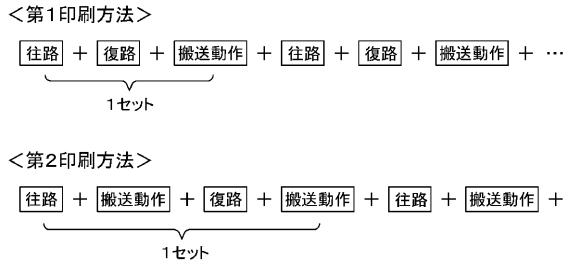 ＜第１印刷方法＞
往路 + 復路 + 搬送動作 + 往路 + 復路 + 搬送動作 + …
１セット
＜第２印刷方法＞
往路 + 搬送動作 + 復路 + 搬送動作 + 往路 + 搬送動作 +
１セット